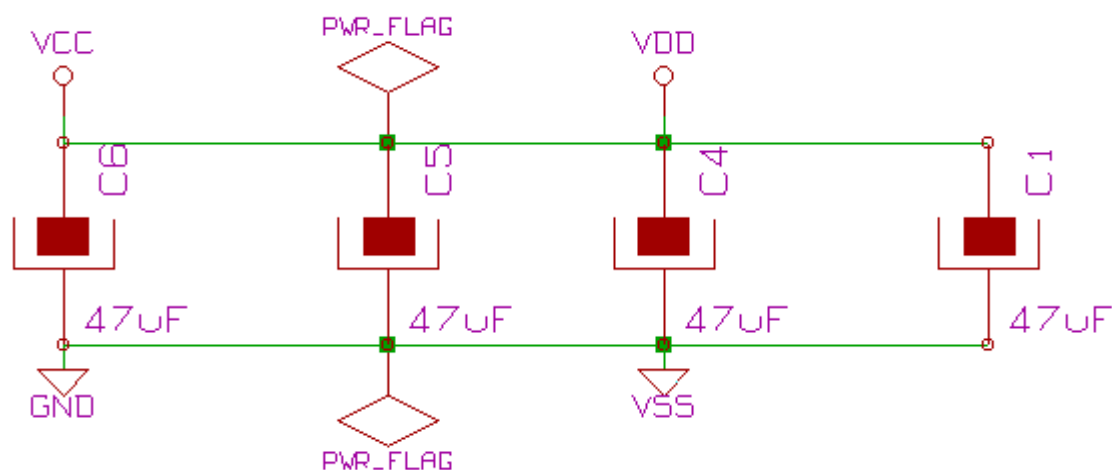 PWR_FLAG
VCC
VDD
C6
C5
C4
C1
47uF
47uF
47uF
47uF
GND
VSS
PWR_FLAG